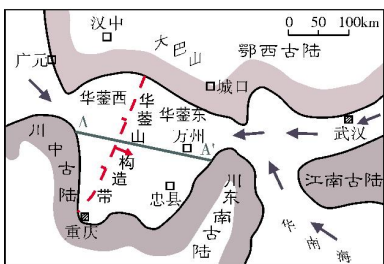 汉中
0 50 100km
大巴山
鄂西古陆
广元
城口
华蓥西
华蓥山构造带
华蓥东
万州
武汉
A
A'
川中古陆
忠县
川东南古陆
江南古陆
重庆
华南海